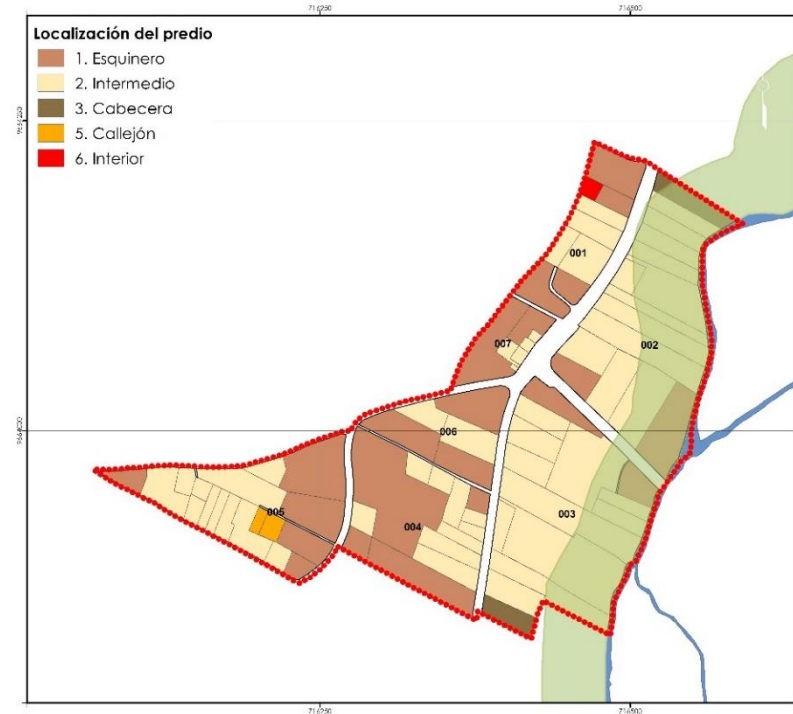 716250
716500
Localización del predio
1. Esquinero
2. Intermedio
3. Cabecera
5. Callejón
6. Interior
001
002
007
006
005
004
003
716250
716500